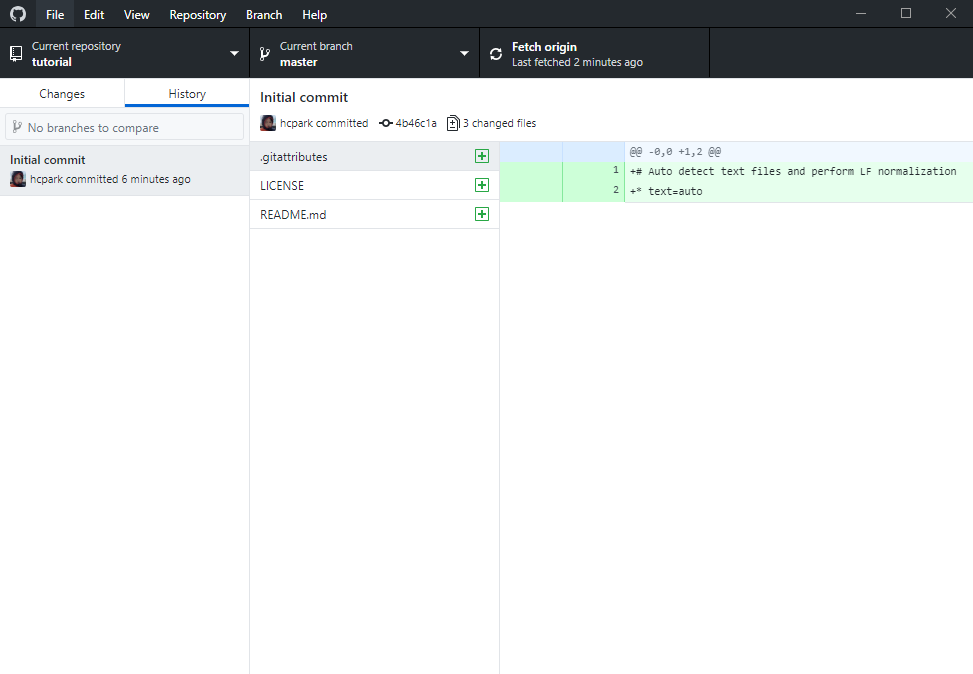 File Edit View Repository Branch Help
Current repository
tutorial
Current branch
master
Fetch origin
Last fetched 2 minutes ago
Changes History
No branches to compare
Initial commit
hcpark committed 6 minutes ago
Initial commit
hcpark committed 4b46c1a 3 changed files
.gitattributes
LICENSE
README.md
@@ -0,0 +1,2 @@
1 +# Auto detect text files and perform LF normalization
2 +* text=auto